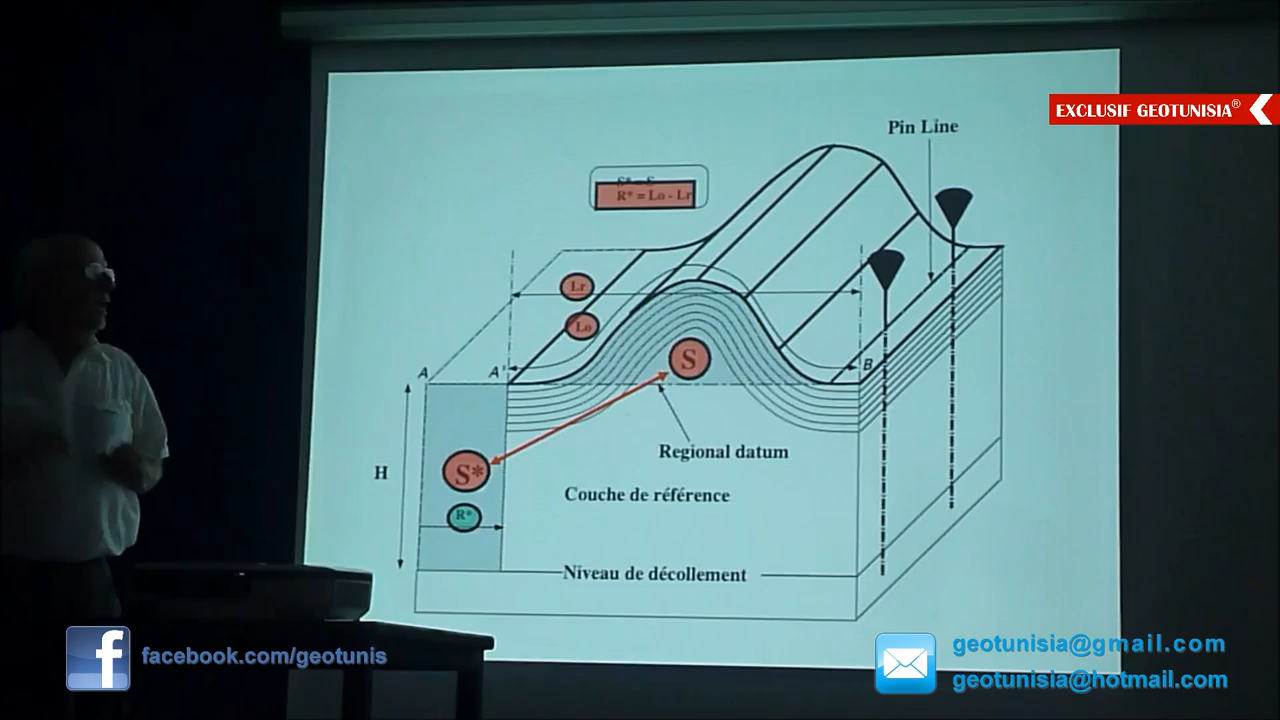 EXCLUSIF GEOTUNISIA®
Pin Line
S* = S
R* = Lo - Lr
Lr
Lo
A
A'
S
B
Regional datum
H
S*
Couche de référence
R*
Niveau de décollement
facebook.com/geotunis
geotunisia@gmail.com
geotunisia@hotmail.com